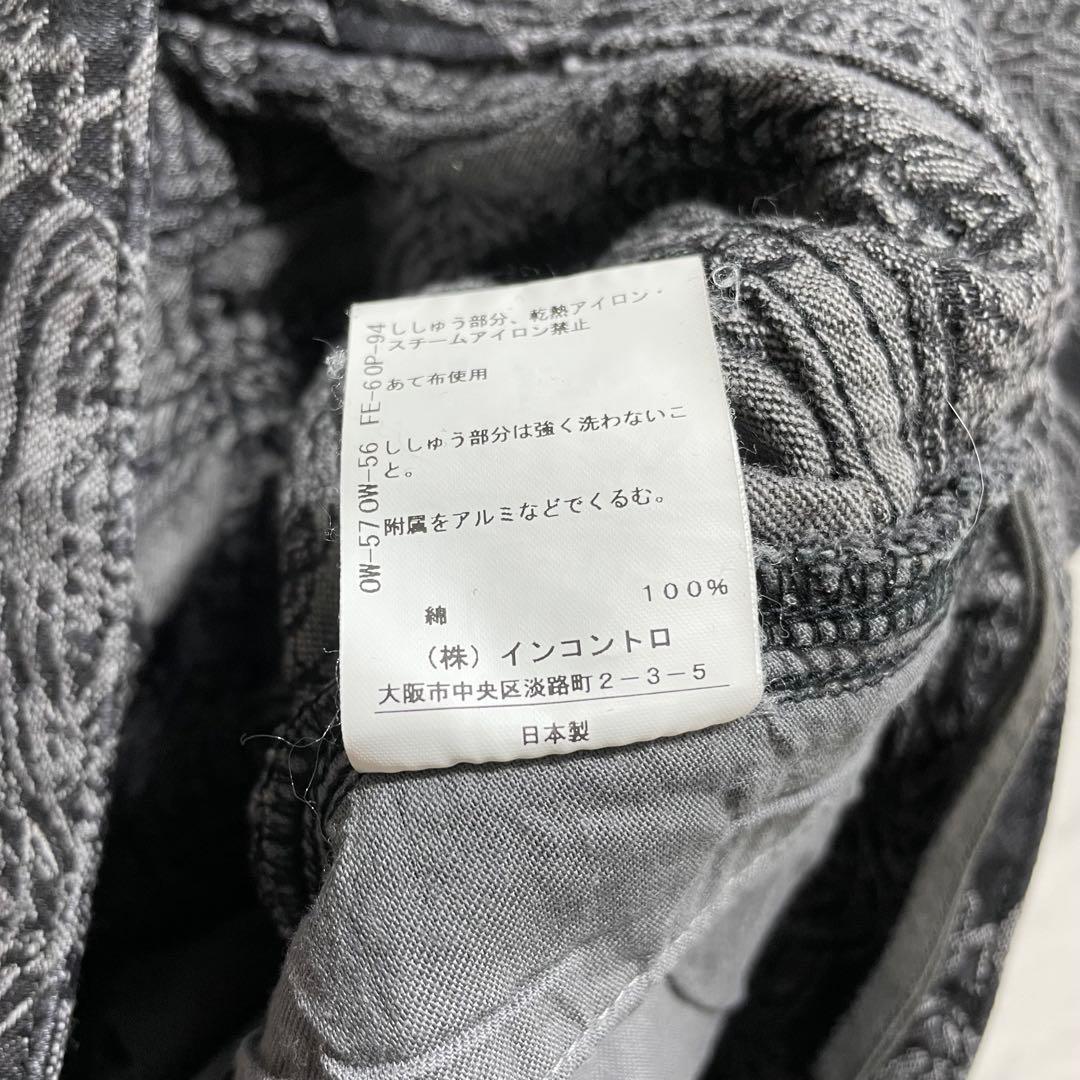 ししゅう部分、乾熱アイロン・
スチームアイロン禁止
あて布使用
ししゅう部分は強く洗わないこ
と。
附属をアルミなどでくるむ。
OW-57 OW-56 FE-60P-94
綿 100%
(株)インコントロ
大阪市中央区淡路町2-3-5
日本製